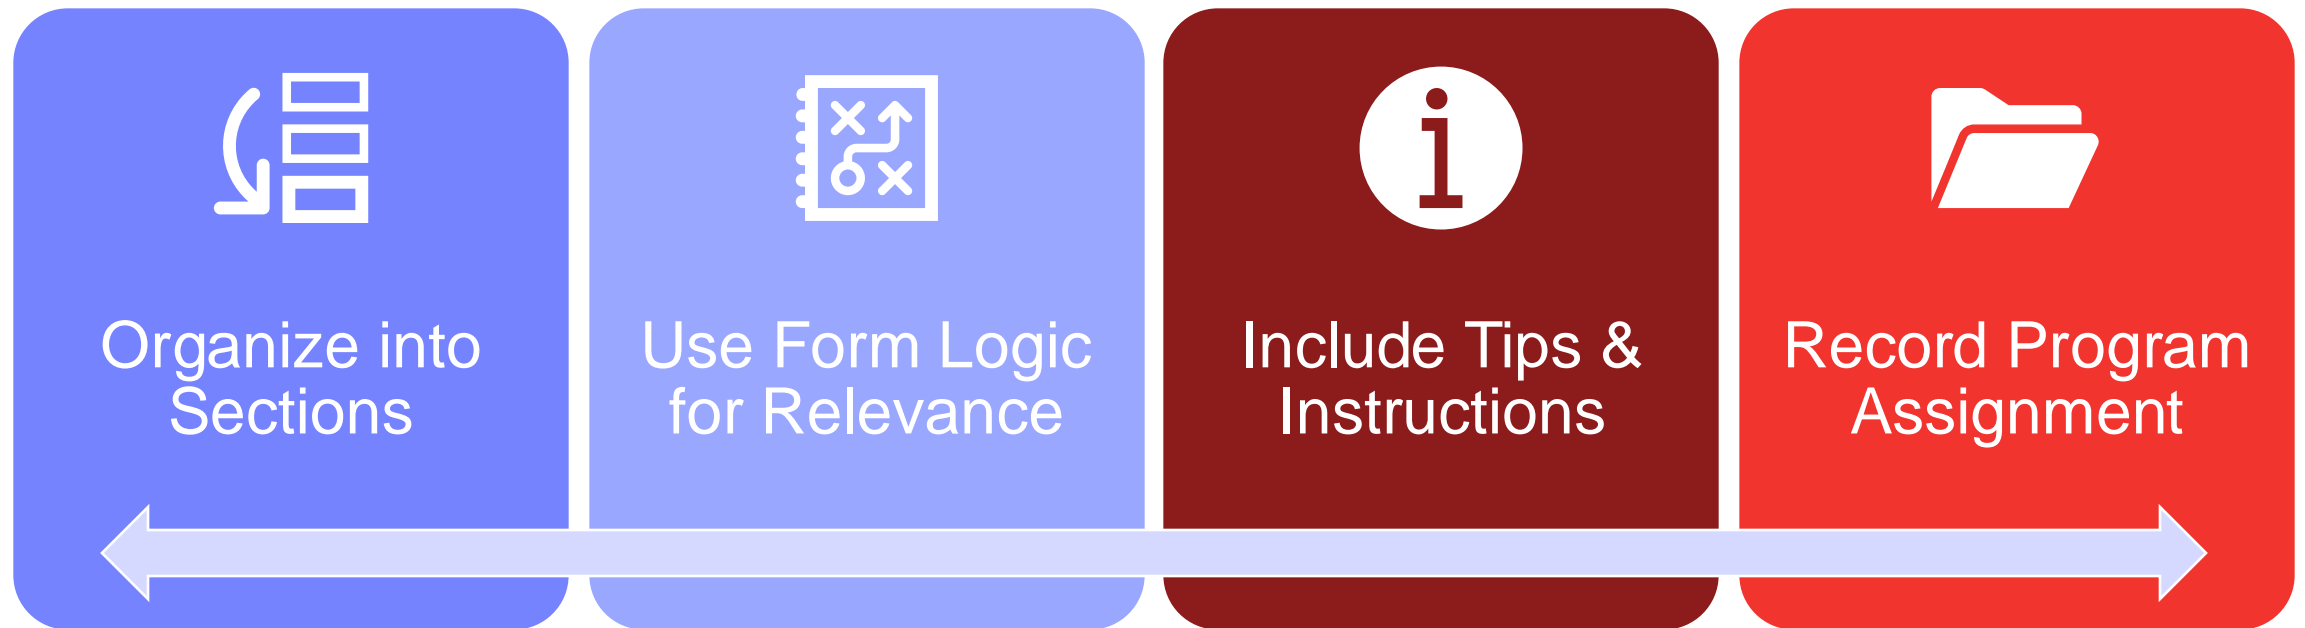 Organize into
Sections
Use Form Logic
for Relevance
Include Tips &
Instructions
Record Program
Assignment